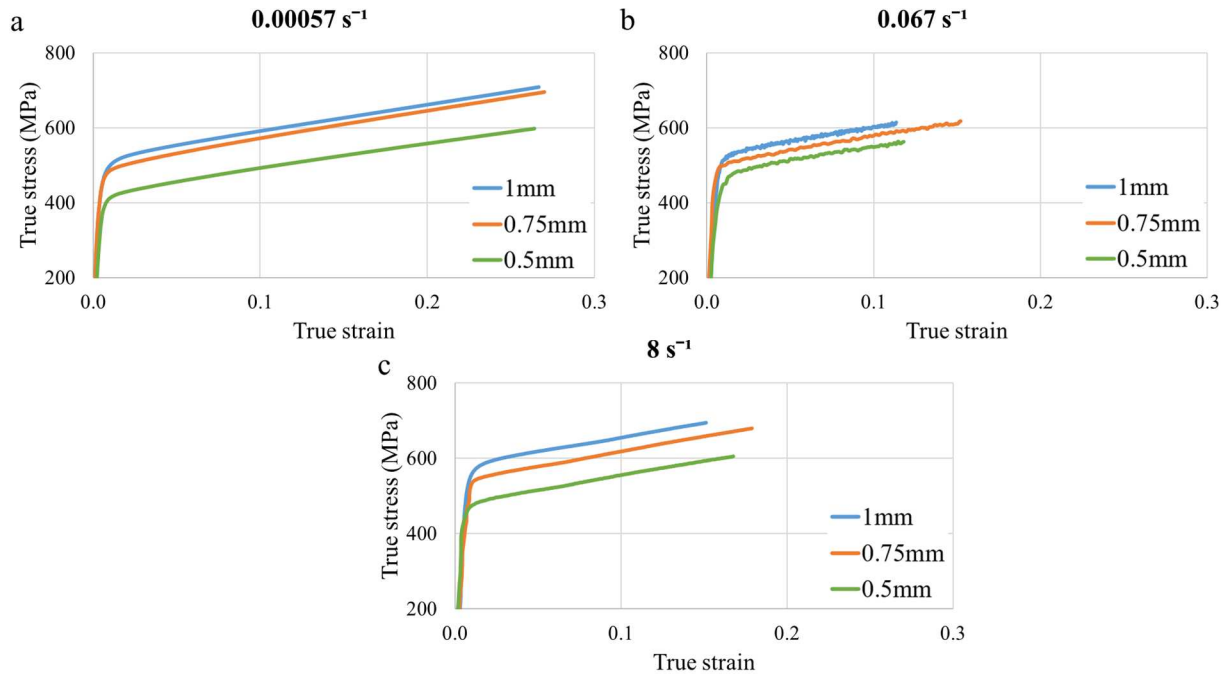 a
0.00057 s⁻¹
True stress (MPa)
800
600
400
200
0.0
0.1
0.2
0.3
True strain
1mm
0.75mm
0.5mm
b
0.067 s⁻¹
True stress (MPa)
800
600
400
200
0.0
0.1
0.2
0.3
True strain
1mm
0.75mm
0.5mm
c
8 s⁻¹
True stress (MPa)
800
600
400
200
0.0
0.1
0.2
0.3
True strain
1mm
0.75mm
0.5mm